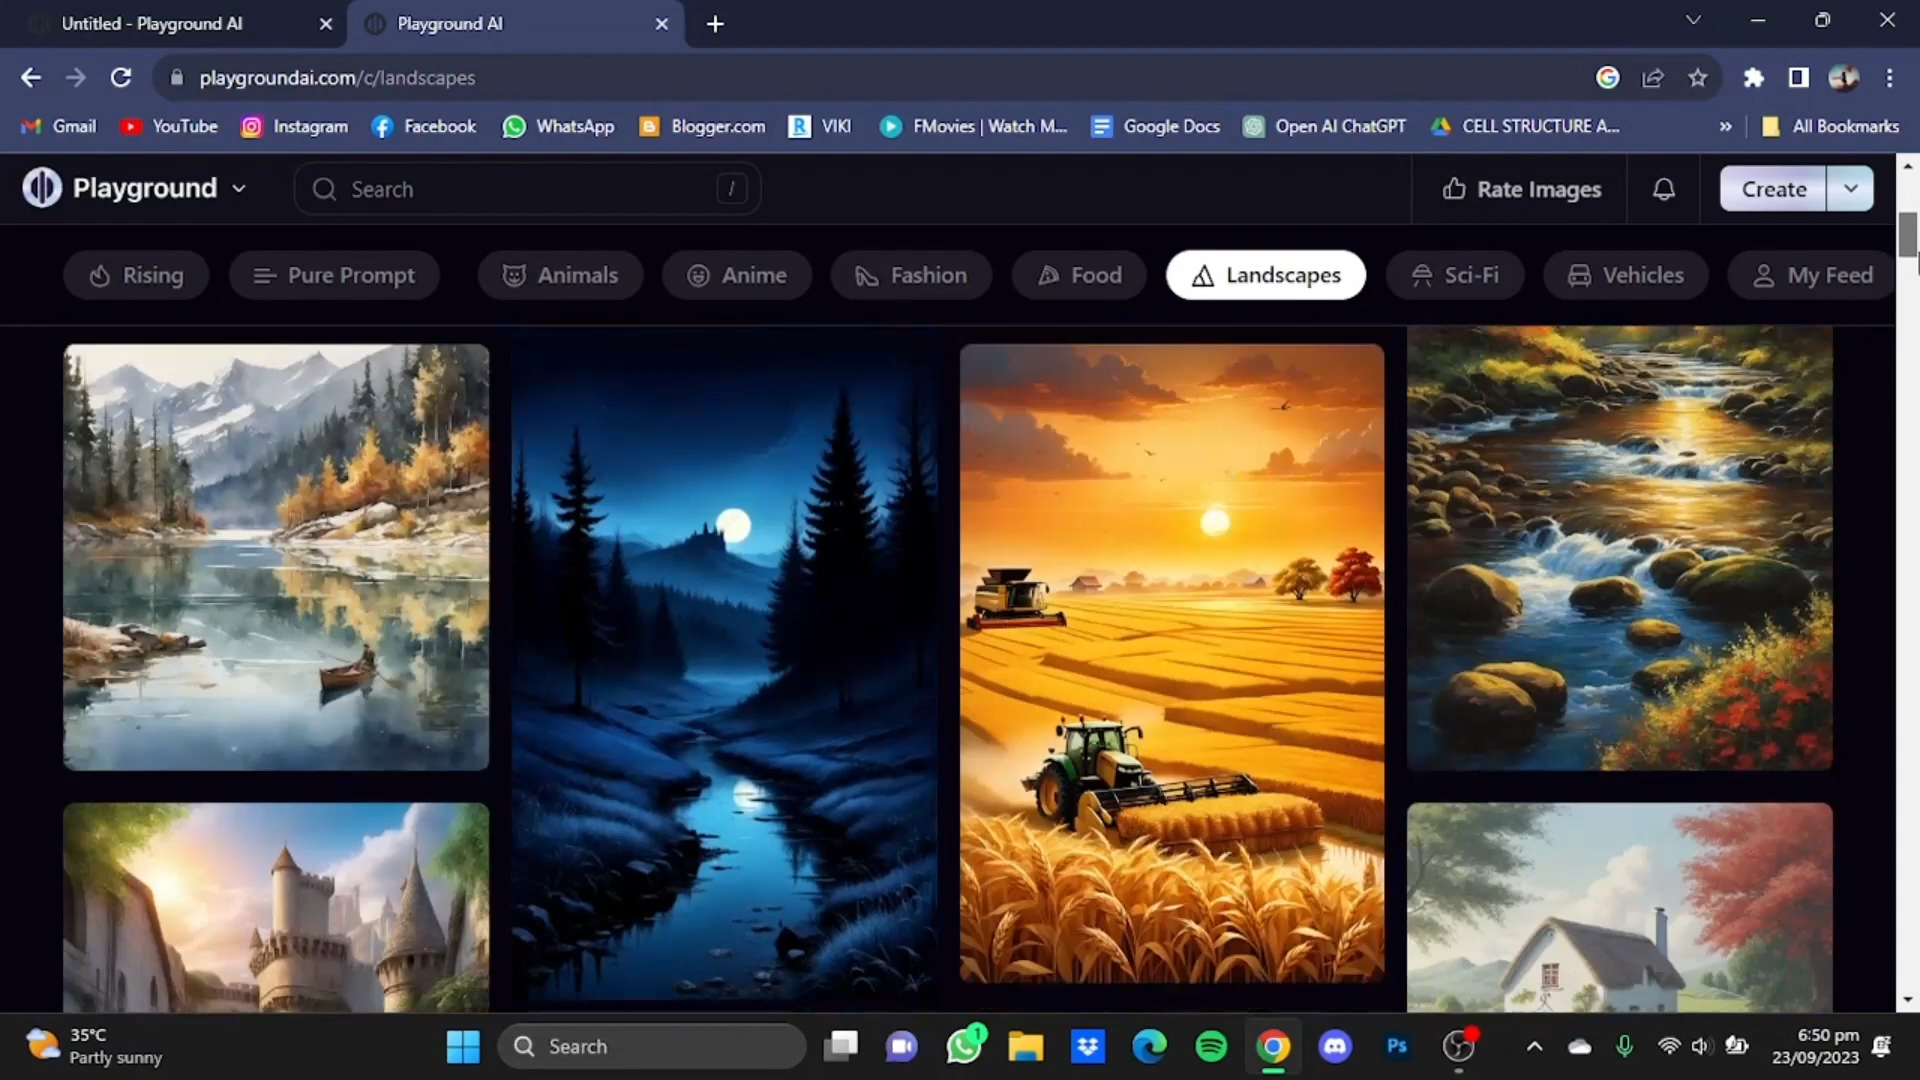 Untitled - Playground AI
Playground AI
playgroundai.com/c/landscapes
Gmail YouTube Instagram Facebook WhatsApp Blogger.com VIKI FMovies | Watch M... Google Docs Open AI ChatGPT CELL STRUCTURE A... » All Bookmarks
Playground Search / Rate Images Create
Rising Pure Prompt Animals Anime Fashion Food Landscapes Sci-Fi Vehicles My Feed
35°C
Partly sunny
Search
1
Ps
6:50 pm
23/09/2023